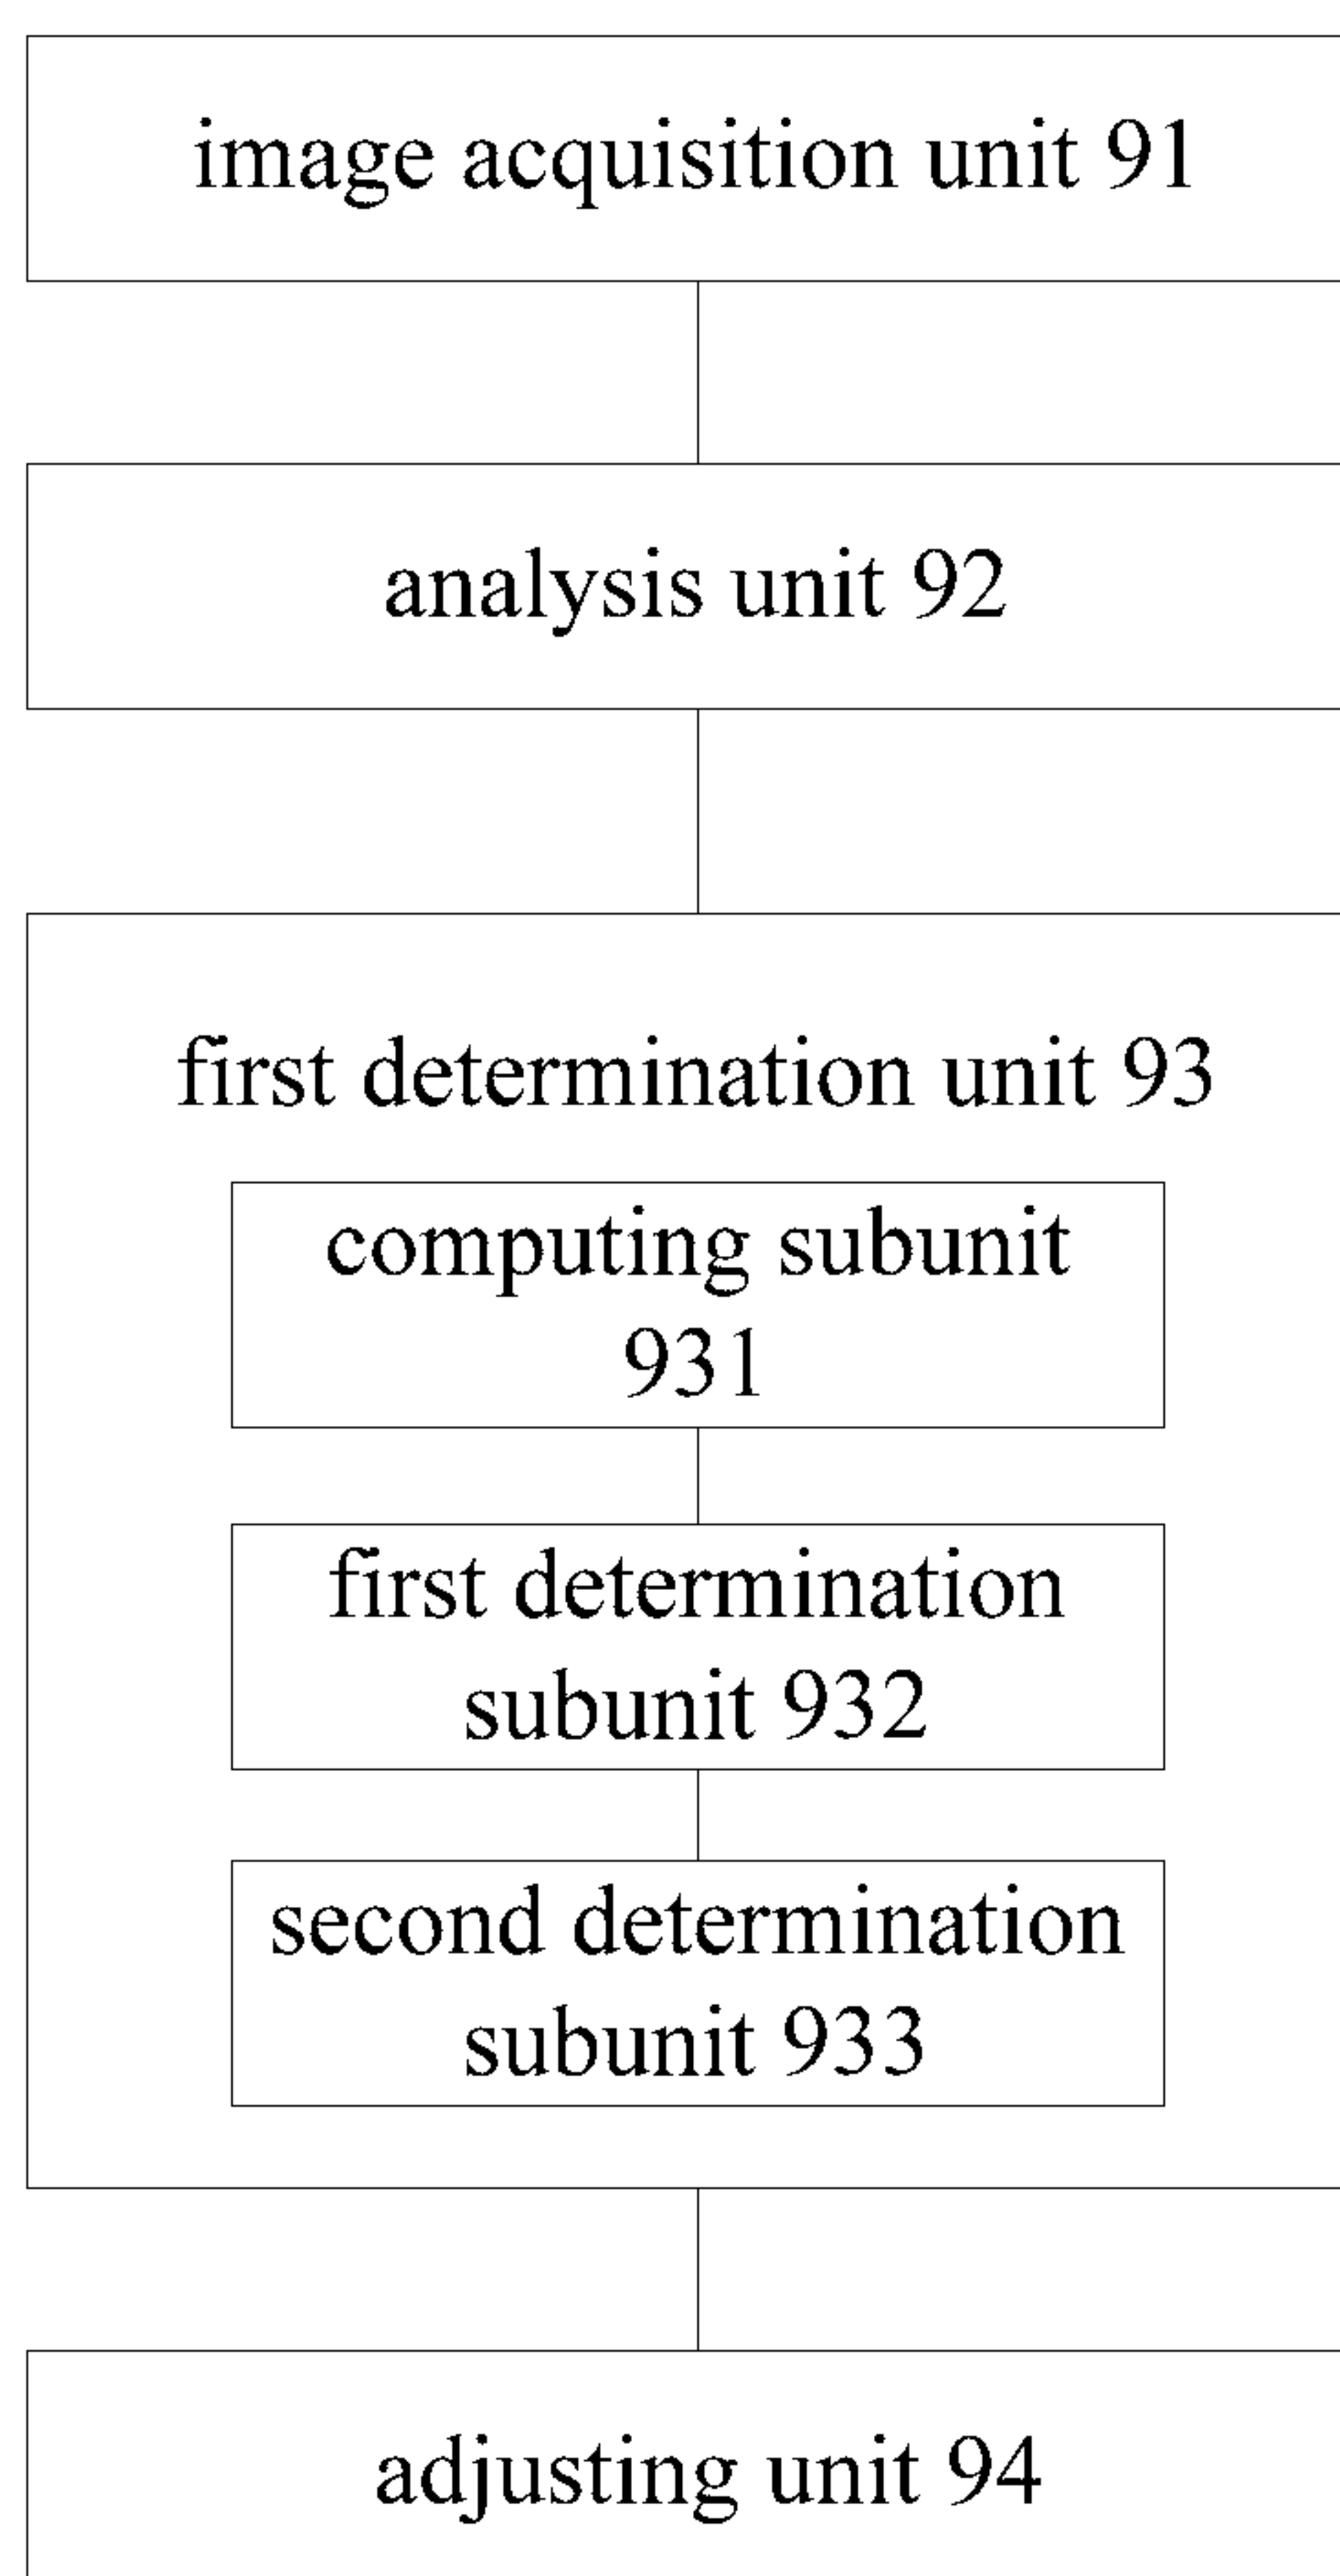 image acquisition unit 91
analysis unit 92
first determination unit 93
computing subunit
931
first determination
subunit 932
second determination
subunit 933
adjusting unit 94